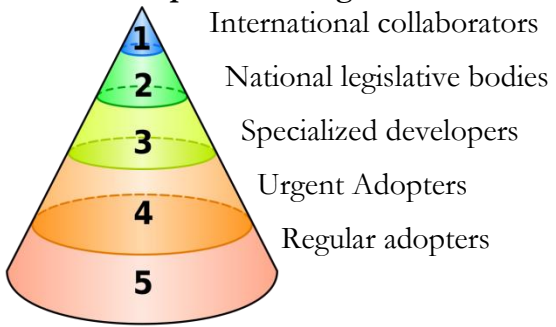 1 International collaborators
2 National legislative bodies
3 Specialized developers
4 Urgent Adopters
5 Regular adopters